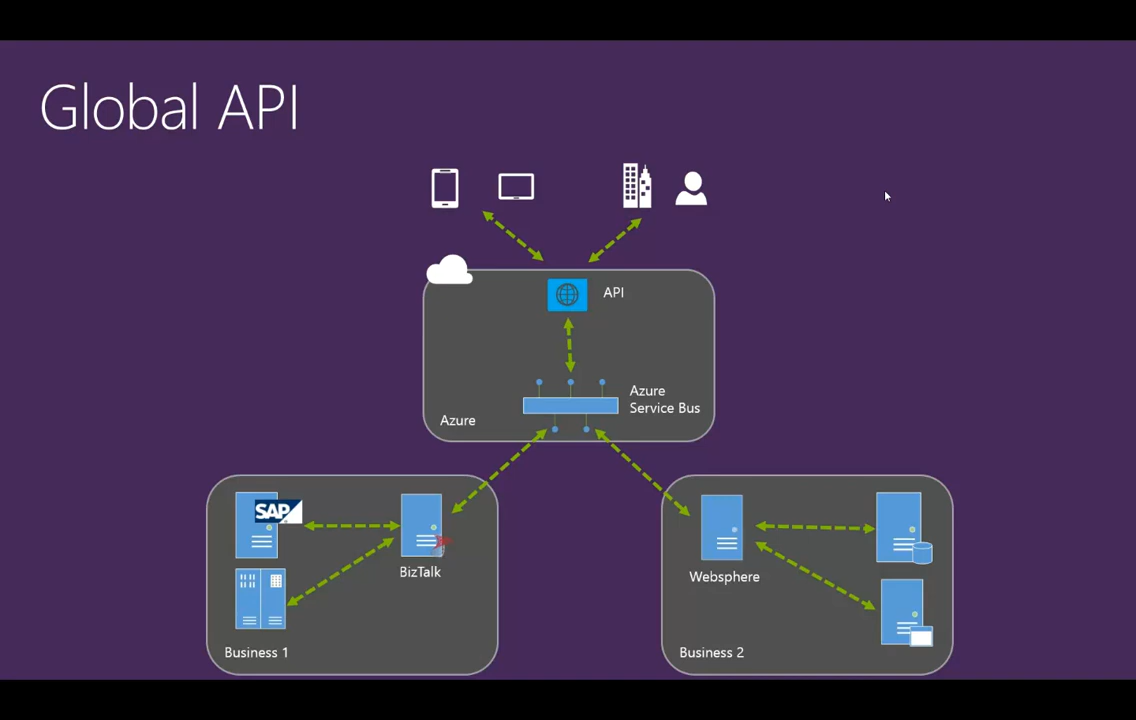 Global API
API
Azure
Service Bus
Azure
SAP
BizTalk
Business 1
Websphere
Business 2